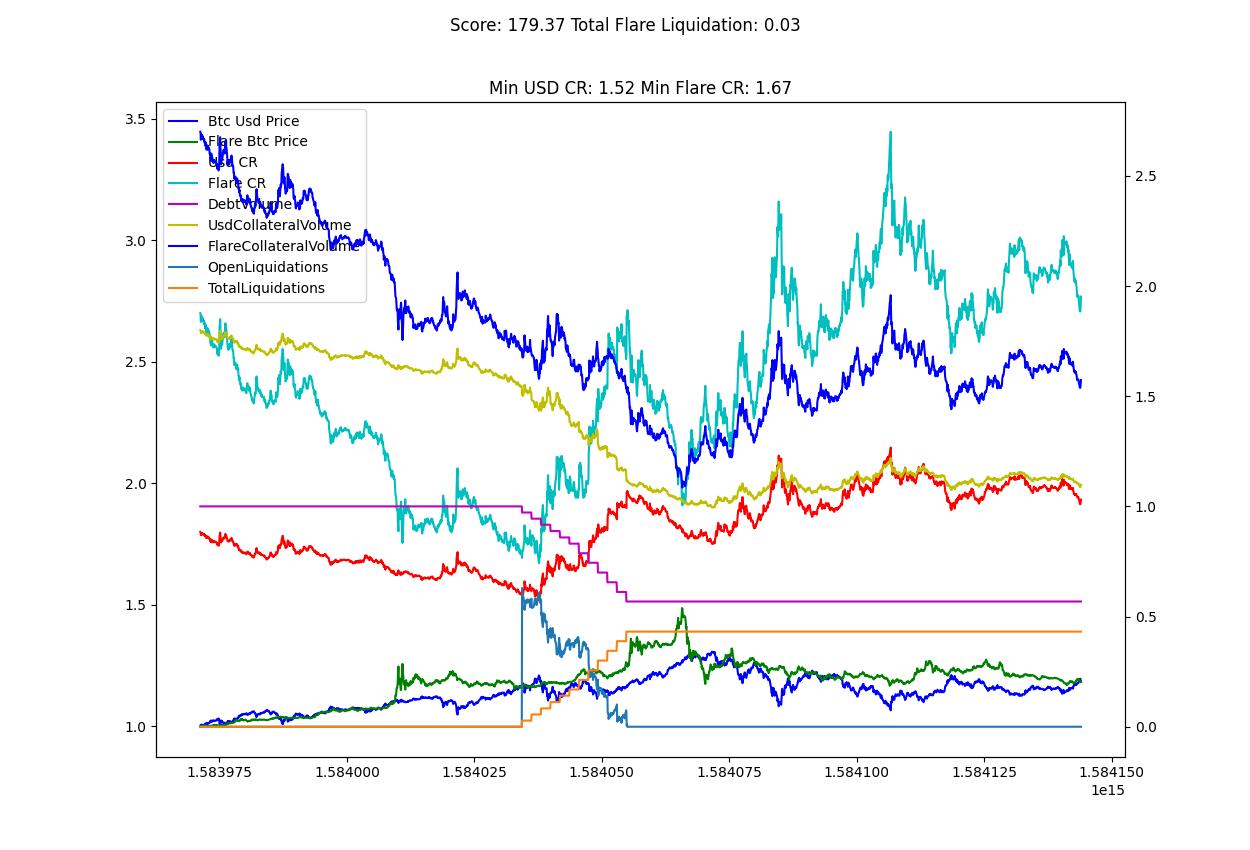 Score: 179.37 Total Flare Liquidation: 0.03
Min USD CR: 1.52 Min Flare CR: 1.67
Btc Usd Price
Flare Btc Price
Usd CR
Flare CR
DebtVolume
UsdCollateralVolume
FlareCollateralVolume
OpenLiquidations
TotalLiquidations
3.5
3.0
2.5
2.0
1.5
1.0
2.5
2.0
1.5
1.0
0.5
0.0
1.583975
1.584000
1.584025
1.584050
1.584075
1.584100
1.584125
1.584150
1e15